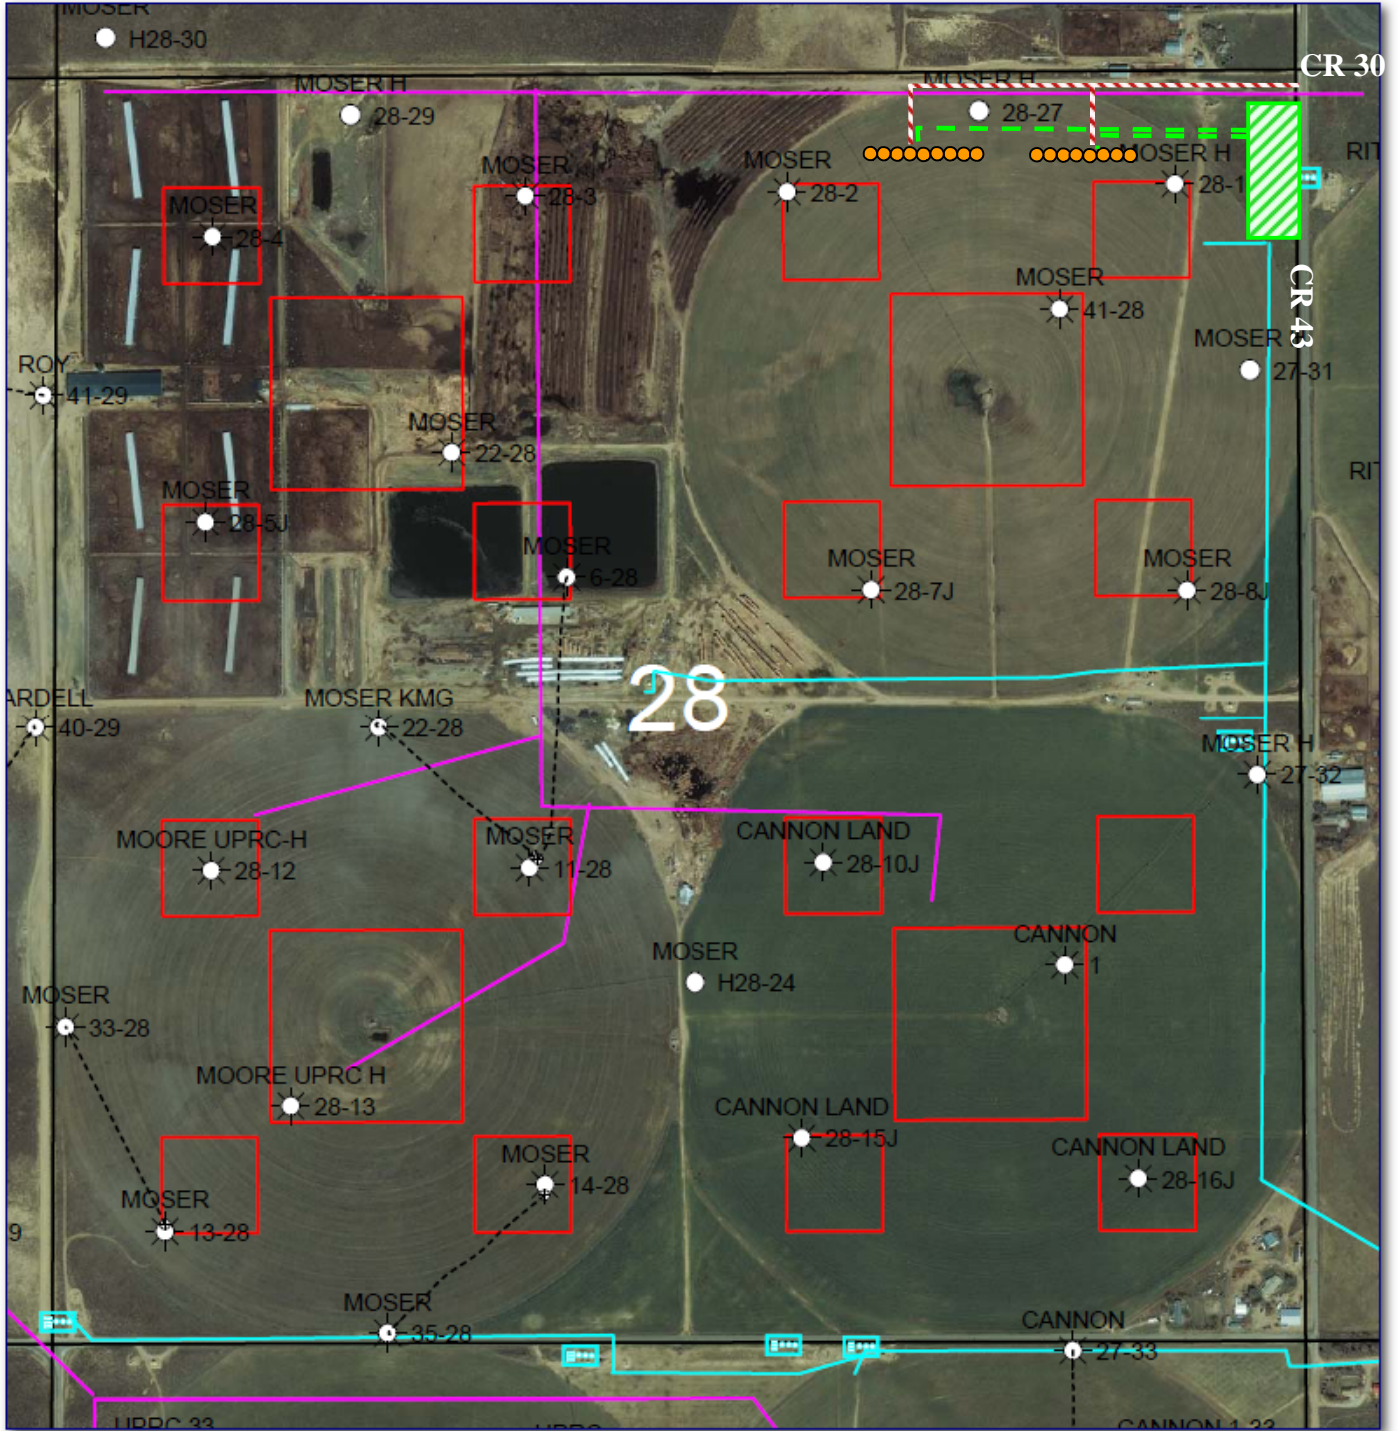 MOSER
H28-30
CR 30
MOSER H
28-29
MOSER H
28-27
MOSER
28-3
MOSER
28-2
MOSER H
28-1
RIT
MOSER
28-4
MOSER
41-28
CR 43
MOSER
27-31
ROY
41-29
MOSER
22-28
RIT
MOSER
28-5J
MOSER
6-28
MOSER
28-7J
MOSER
28-8J
28
ARDELL
40-29
MOSER KMG
22-28
MOSER H
27-32
MOORE UPRC-H
28-12
MOSER
11-28
CANNON LAND
28-10J
CANNON
1
MOSER
H28-24
MOSER
33-28
MOORE UPRC H
28-13
CANNON LAND
28-15J
CANNON LAND
28-16J
MOSER
14-28
MOSER
13-28
9
MOSER
35-28
CANNON
27-33
UPRC 33
UPRC
CANNON 1-33